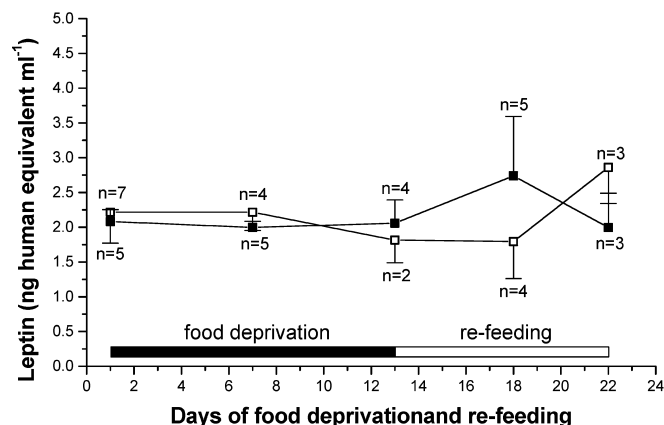 5.0
4.5
4.0
3.5
3.0
2.5
2.0
1.5
1.0
0.5
0.0
Leptin (ng human equivalent ml⁻¹)
n=7
n=5
n=4
n=5
n=4
n=2
n=5
n=4
n=3
n=3
food deprivation
re-feeding
0 2 4 6 8 10 12 14 16 18 20 22 24
Days of food deprivationand re-feeding